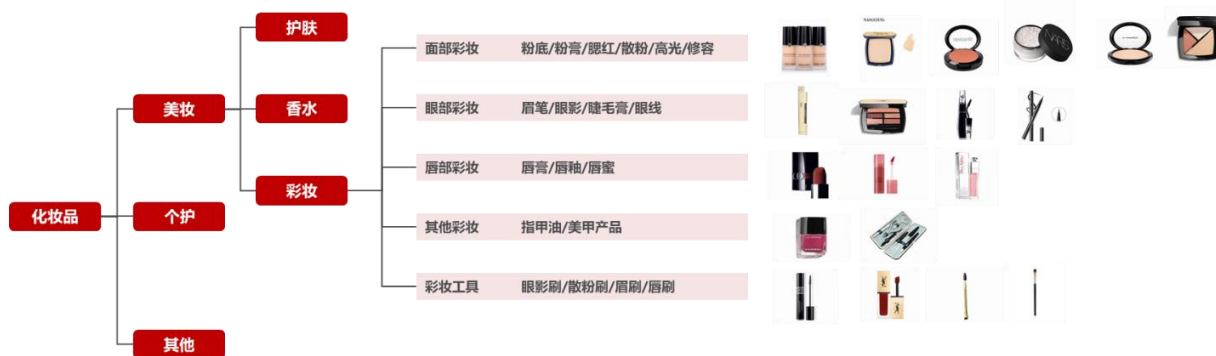 护肤
面部彩妆 粉底/粉膏/腮红/散粉/高光/修容
美妆
香水
眼部彩妆 眉笔/眼影/睫毛膏/眼线
唇部彩妆 唇膏/唇釉/唇蜜
彩妆
化妆品
个护
其他彩妆 指甲油/美甲产品
彩妆工具 眼影刷/散粉刷/眉刷/唇刷
其他
NARS